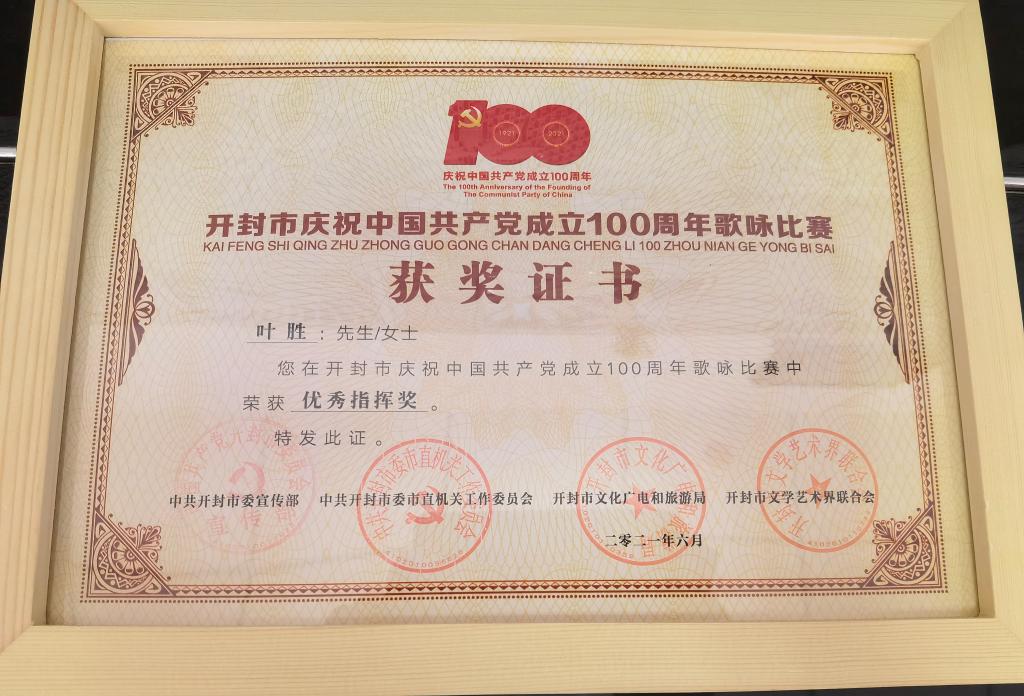 100
1921
2021
庆祝中国共产党成立100周年
The 100th Anniversary of the Founding of
The Communist Party of China
开封市庆祝中国共产党成立100周年歌咏比赛
KAI FENG SHI QING ZHU ZHONG GUO GONG CHAN DANG CHENG LI 100 ZHOU NIAN GE YONG BI SAI
获奖证书
叶胜：先生/女士
您在开封市庆祝中国共产党成立100周年歌咏比赛中
荣获 优秀指挥奖 。
特发此证。
中共开封市委宣传部 中共开封市委市直机关工作委员会 开封市文化广电和旅游局 开封市文学艺术界联合会
二零二一年六月